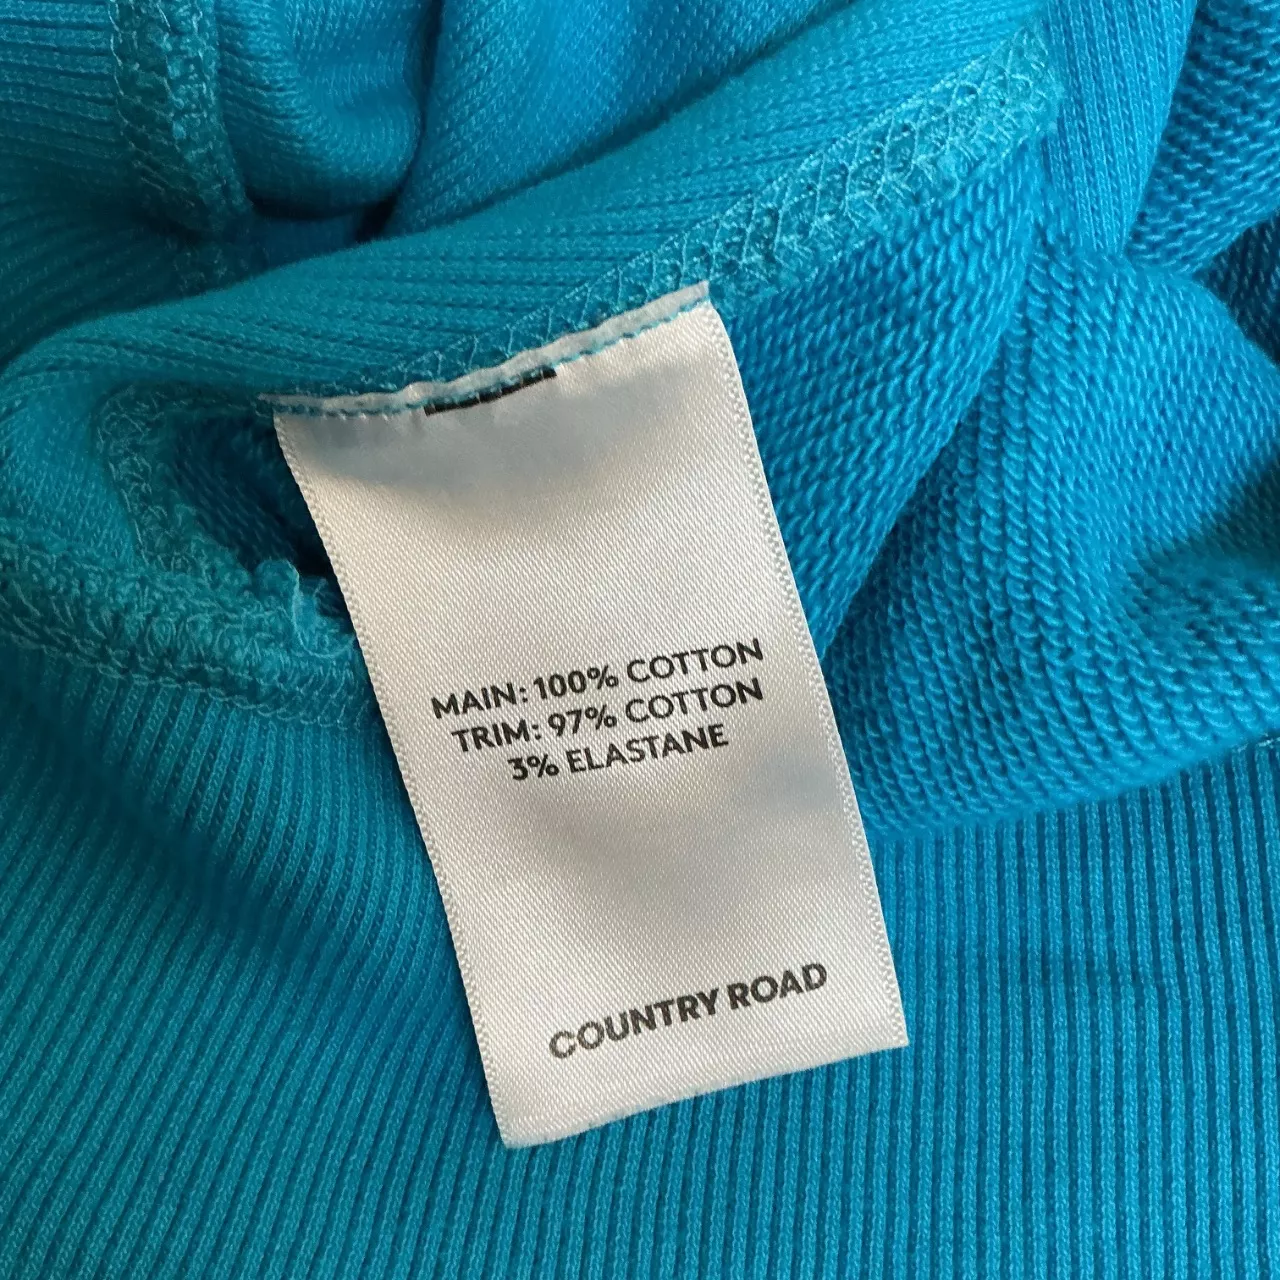 MAIN: 100% COTTON
TRIM: 97% COTTON
3% ELASTANE
COUNTRY ROAD